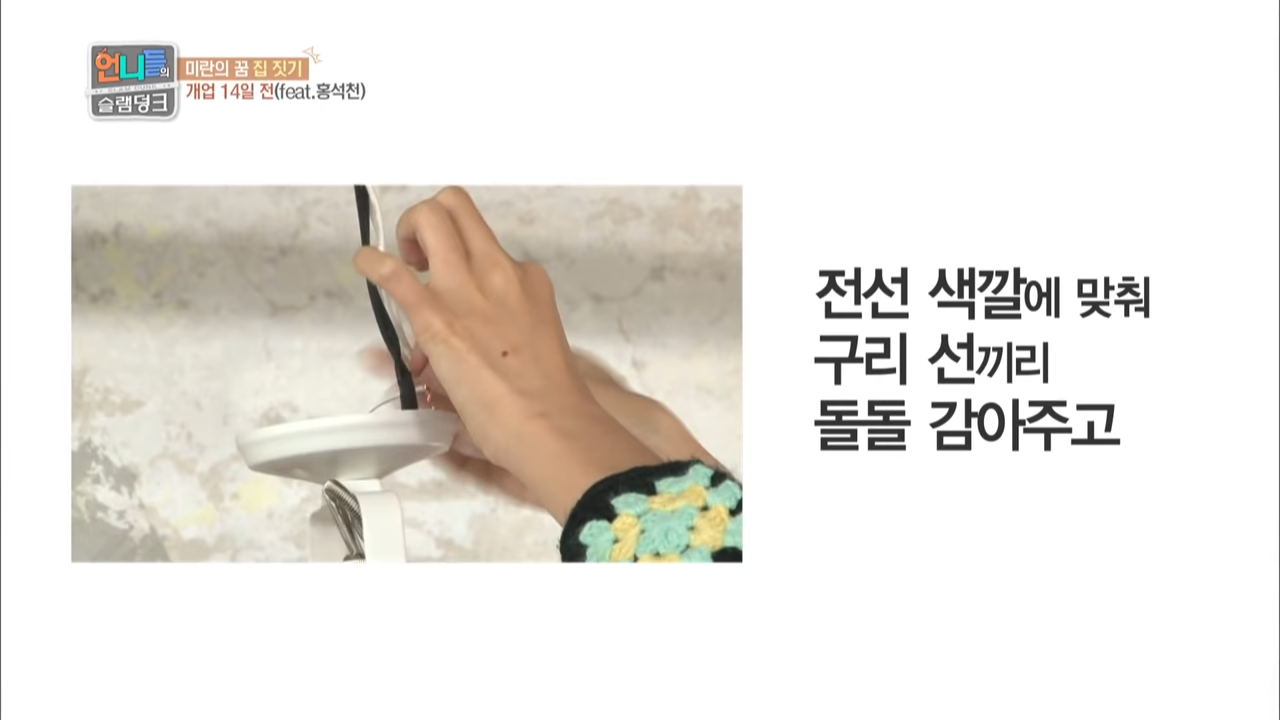 언니들의
슬램덩크
미란의 꿈 집 짓기
개업 14일 전(feat.홍석천)
전선 색깔에 맞춰
구리 선끼리
돌돌 감아주고